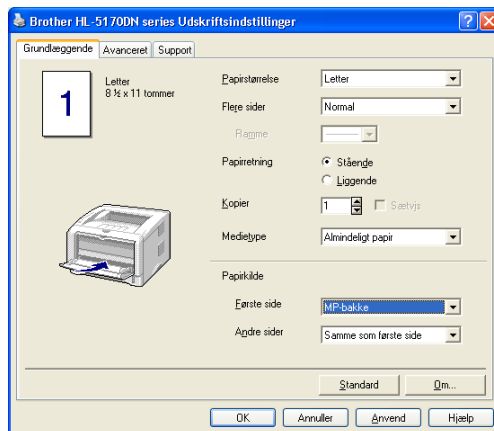 Brother HL-5170DN series Udskriftsindstillinger
Grundlæggende Avanceret Support
1
Letter
8 ½ x 11 tommer
Papirstørrelse Letter
Flere sider Normal
Ramme
Papirretning Stående
Liggende
Kopier 1 Sætvis
Medietype Almindeligt papir
Papirkilde
Første side MP-bakke
Andre sider Samme som første side
Standard Om...
OK Annuller Anvend Hjælp